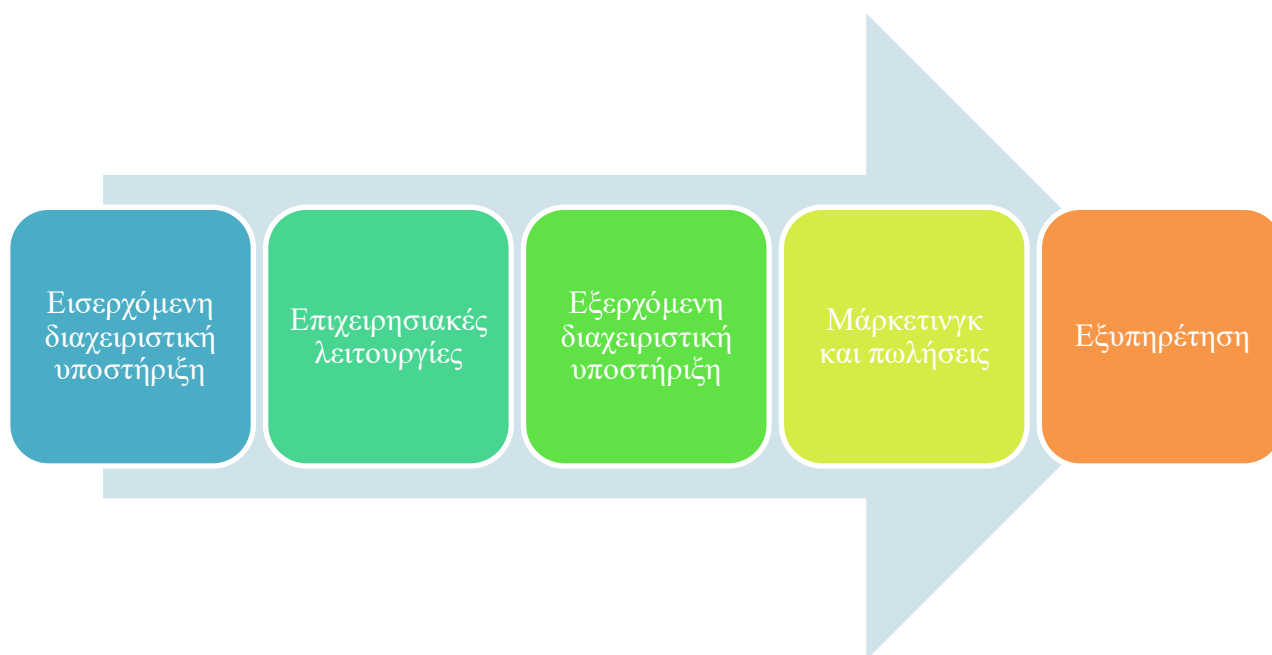 Εισερχόμενη
διαχειριστική
υποστήριξη
Επιχειρησιακές
λειτουργίες
Εξερχόμενη
διαχειριστική
υποστήριξη
Μάρκετινγκ
και πωλήσεις
Εξυπηρέτηση